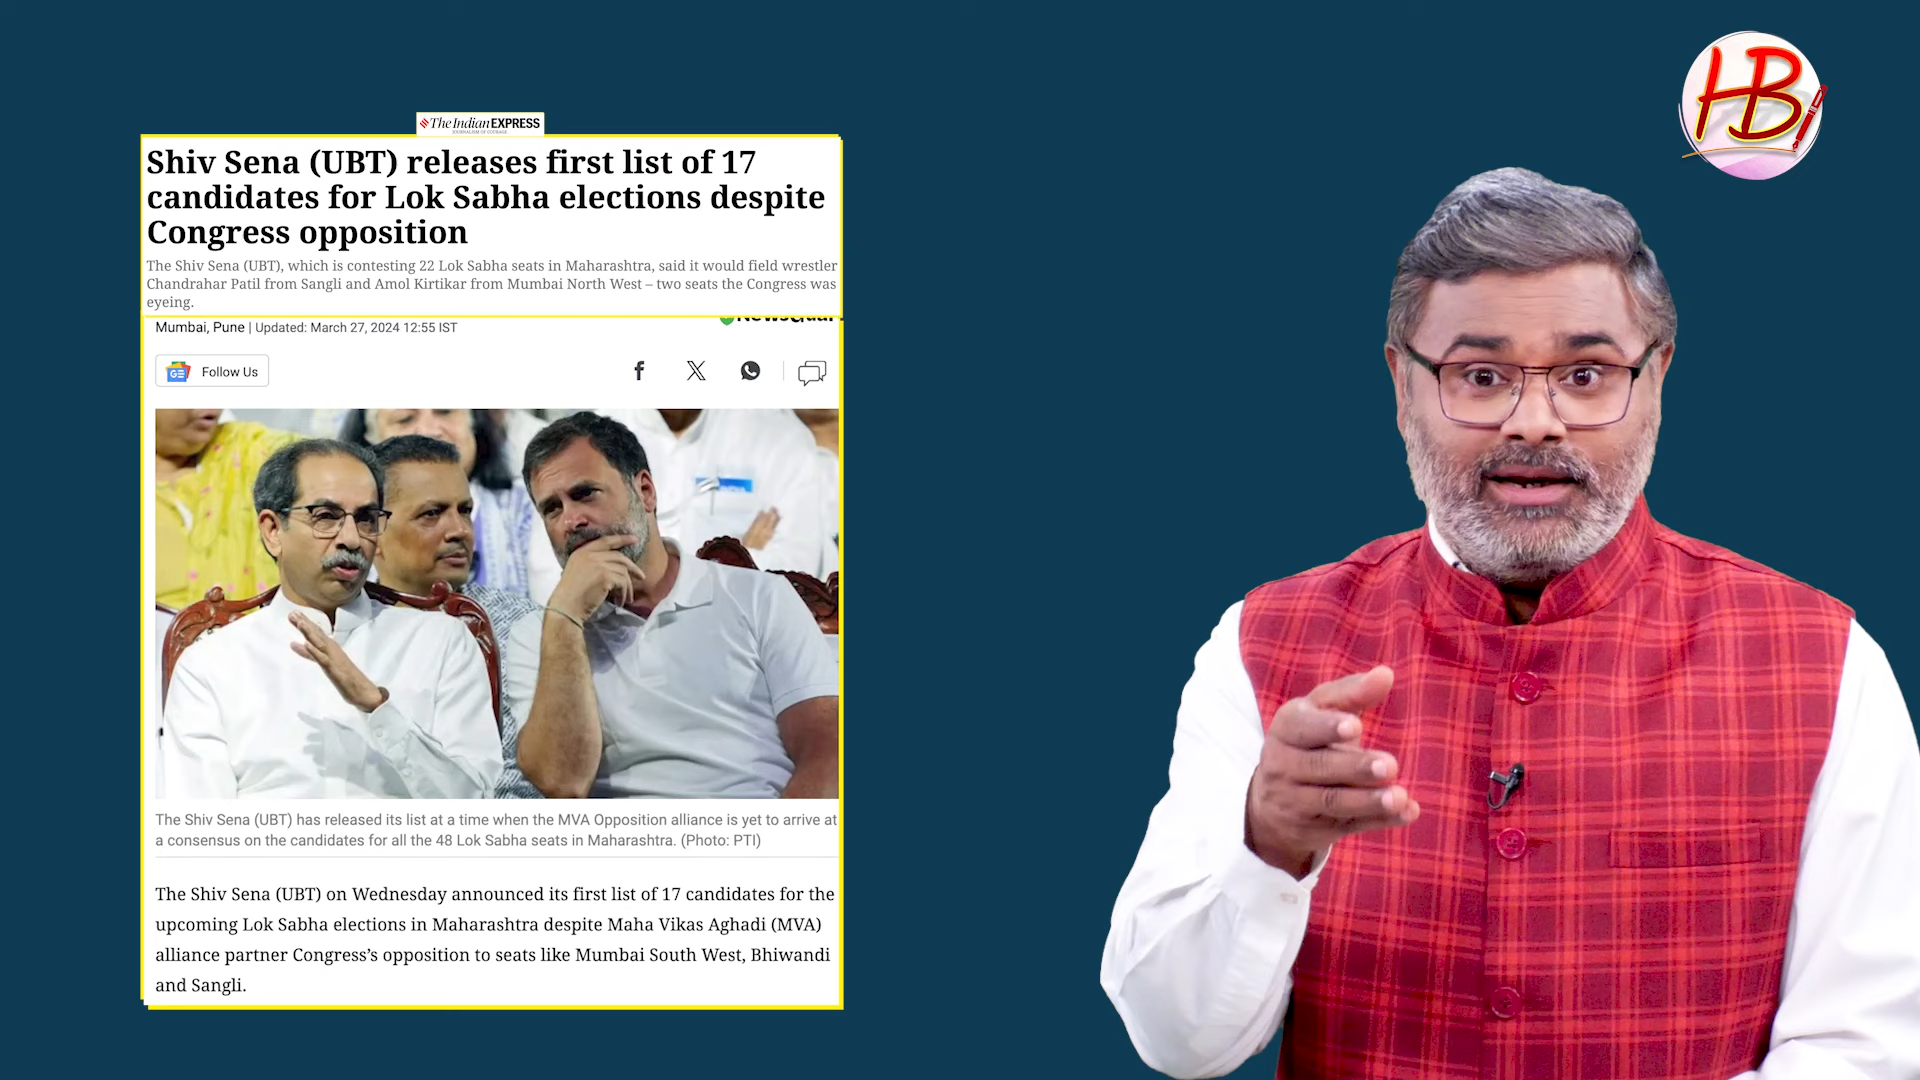 HB
The Indian EXPRESS
JOURNALISM OF COURAGE
Shiv Sena (UBT) releases first list of 17
candidates for Lok Sabha elections despite
Congress opposition
The Shiv Sena (UBT), which is contesting 22 Lok Sabha seats in Maharashtra, said it would field wrestler
Chandrahar Patil from Sangli and Amol Kirtikar from Mumbai North West – two seats the Congress was
eyeing.
Mumbai, Pune | Updated: March 27, 2024 12:55 IST
GE Follow Us
The Shiv Sena (UBT) has released its list at a time when the MVA Opposition alliance is yet to arrive at
a consensus on the candidates for all the 48 Lok Sabha seats in Maharashtra. (Photo: PTI)
The Shiv Sena (UBT) on Wednesday announced its first list of 17 candidates for the
upcoming Lok Sabha elections in Maharashtra despite Maha Vikas Aghadi (MVA)
alliance partner Congress’s opposition to seats like Mumbai South West, Bhiwandi
and Sangli.